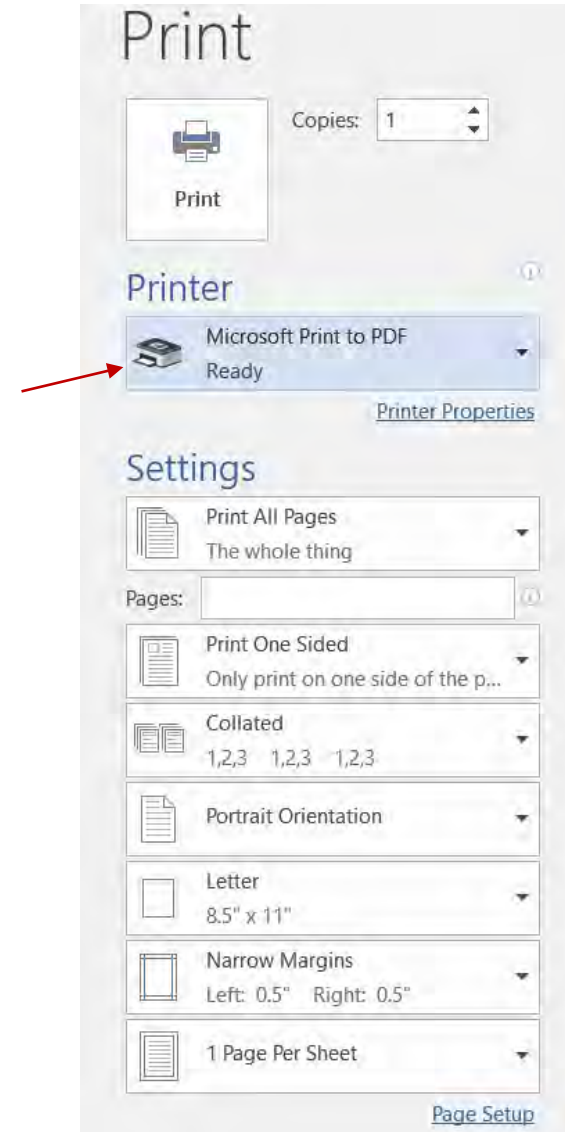 Print
Copies: 1
Print
Printer
Microsoft Print to PDF
Ready
Printer Properties
Settings
Print All Pages
The whole thing
Pages:
Print One Sided
Only print on one side of the p...
Collated
1,2,3 1,2,3 1,2,3
Portrait Orientation
Letter
8.5" x 11"
Narrow Margins
Left: 0.5" Right: 0.5"
1 Page Per Sheet
Page Setup